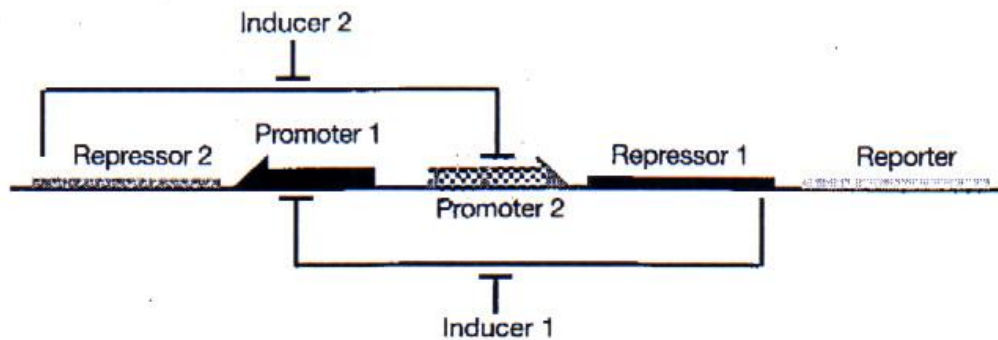 Inducer 2
Promoter 1
Repressor 2
Repressor 1
Reporter
Promoter 2
Inducer 1